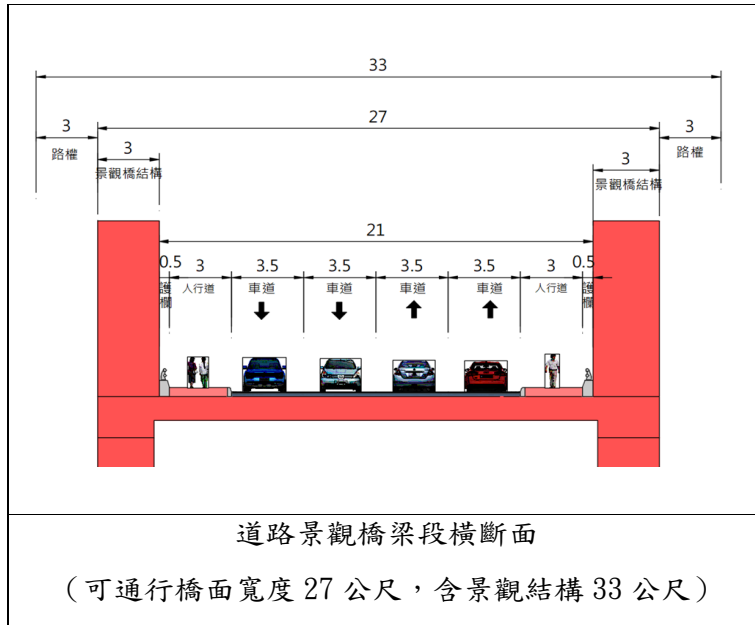 33
3 27 3
路權 3 3 路權
景觀橋結構 景觀橋結構
21
0.5 3 3.5 3.5 3.5 3.5 3 0.5
護欄 人行道 車道 車道 車道 車道 人行道 護欄
道路景觀橋梁段橫斷面
（可通行橋面寬度 27 公尺，含景觀結構 33 公尺）